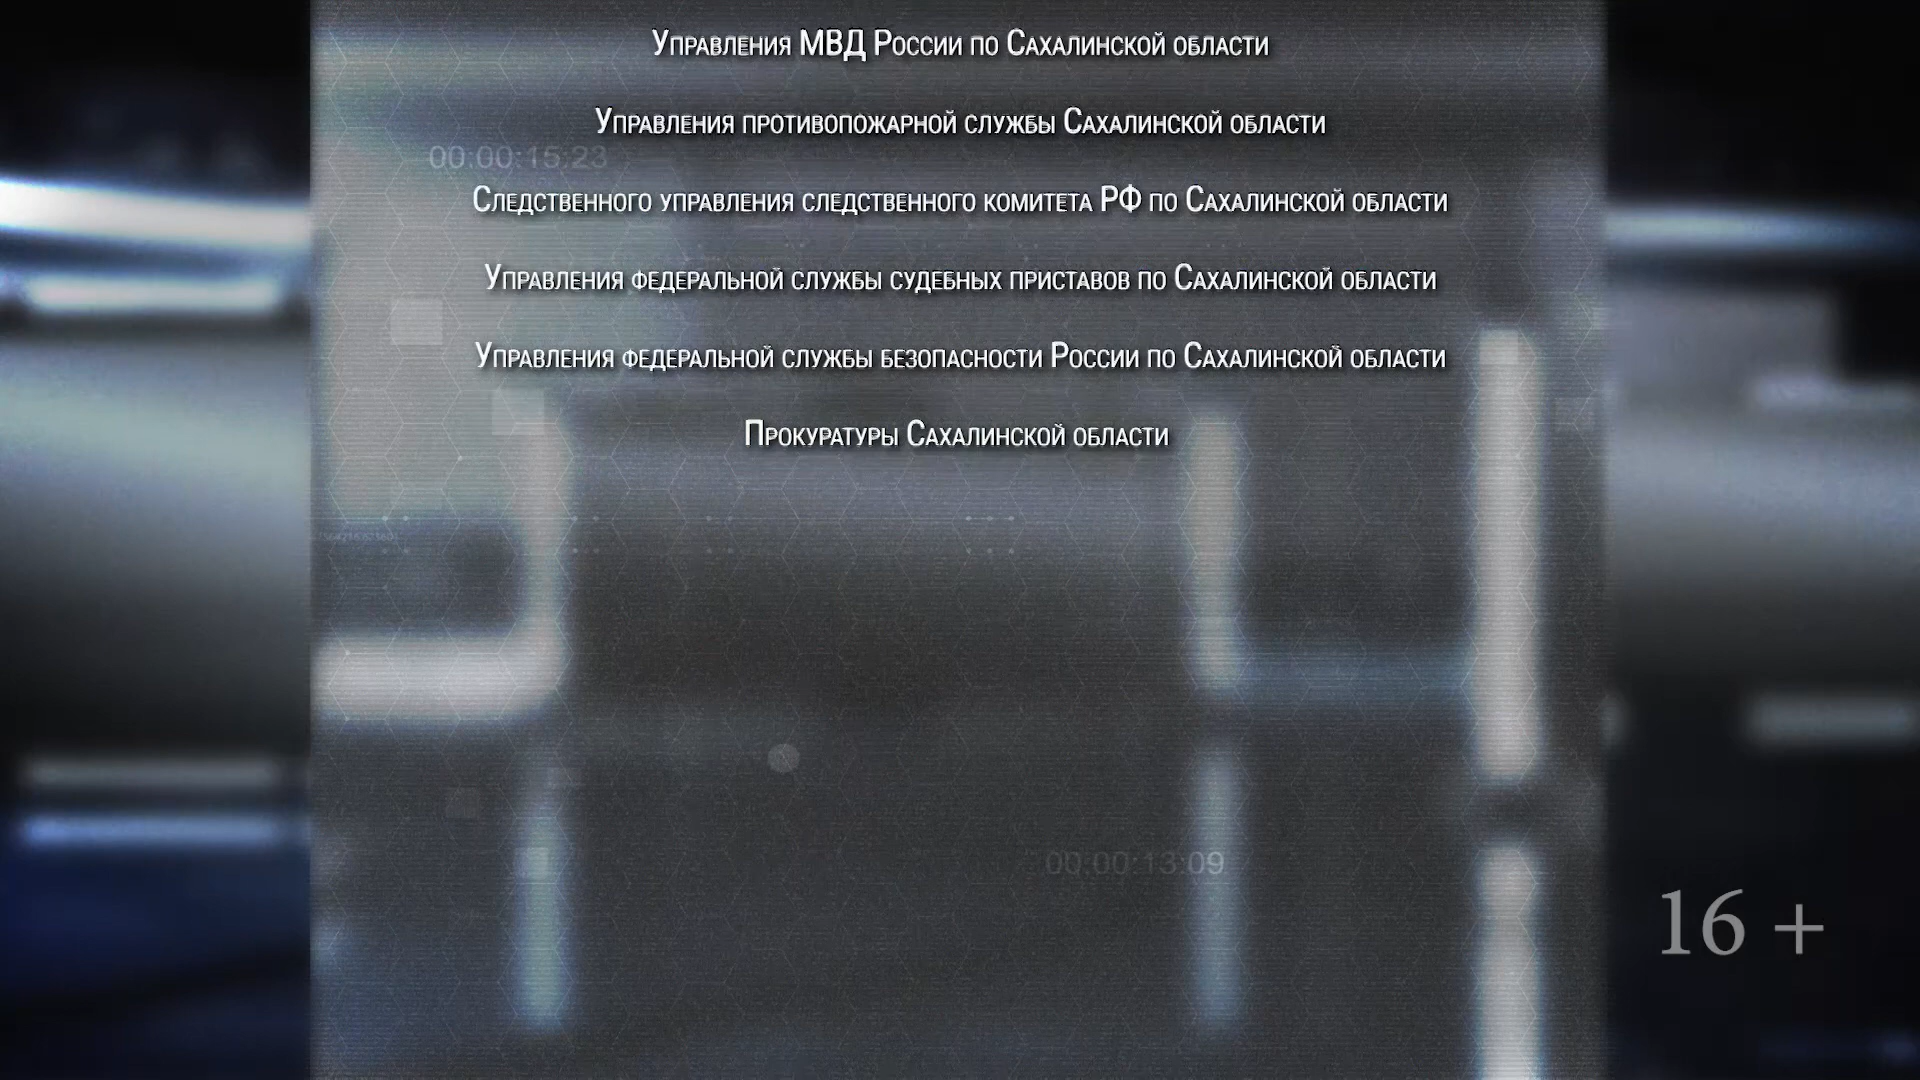 Управления МВД России по Сахалинской области
Управления противопожарной службы Сахалинской области
00:00:15:23
Следственного управления следственного комитета РФ по Сахалинской области
Управления федеральной службы судебных приставов по Сахалинской области
Управления федеральной службы безопасности России по Сахалинской области
Прокуратуры Сахалинской области
00:00:13:09
16 +